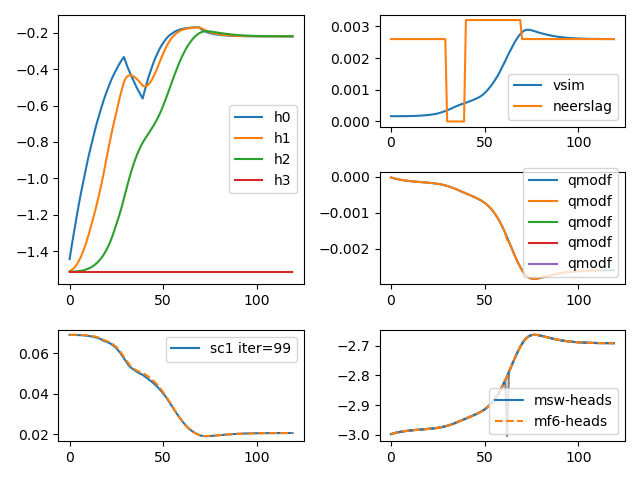 −0.2
−0.4
−0.6
−0.8
−1.0
−1.2
−1.4
0
50
100
h0
h1
h2
h3
0.003
0.002
0.001
0.000
0
50
100
vsim
neerslag
0.000
−0.001
−0.002
0
50
100
qmodf
qmodf
qmodf
qmodf
qmodf
0.06
0.04
0.02
0
50
100
sc1 iter=99
−2.7
−2.8
−2.9
−3.0
0
50
100
msw-heads
mf6-heads